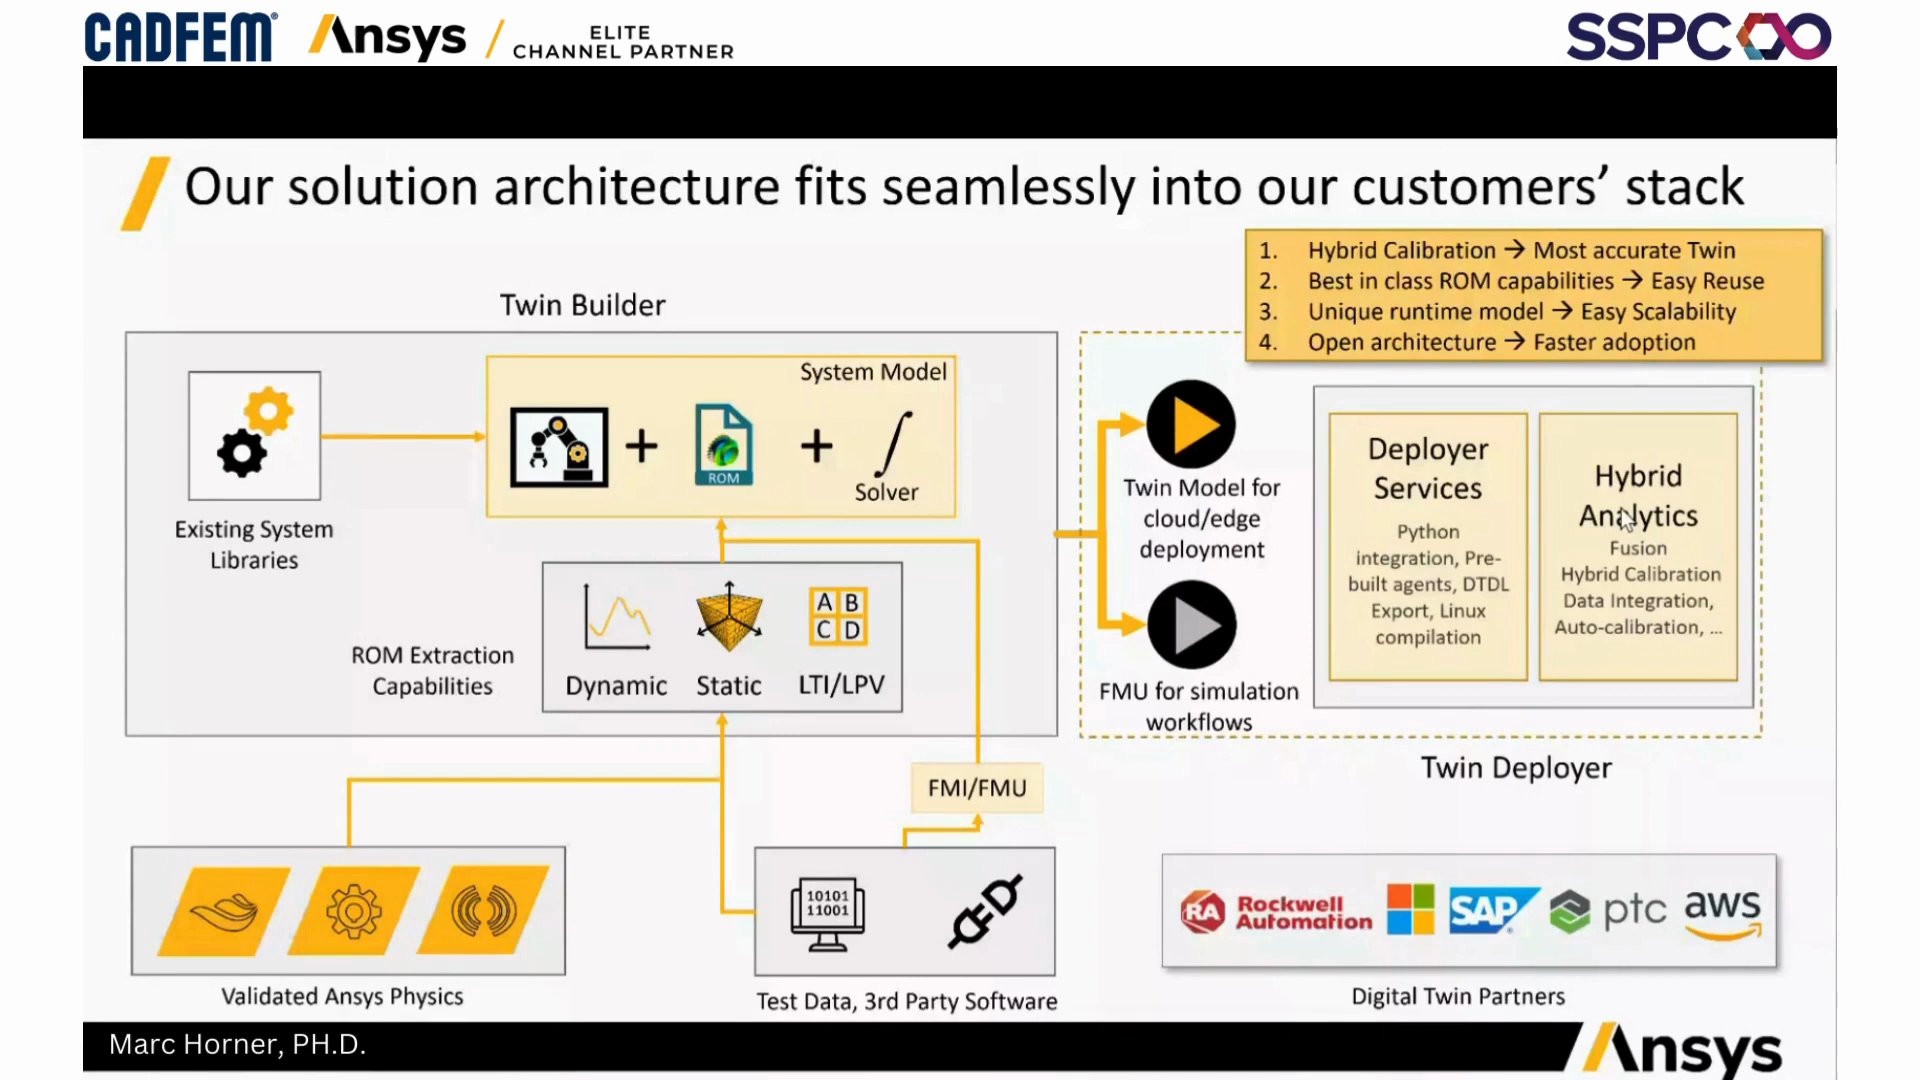 CADFEM
Ansys
ELITE
CHANNEL PARTNER
SSPC
Our solution architecture fits seamlessly into our customers’ stack
1. Hybrid Calibration → Most accurate Twin
2. Best in class ROM capabilities → Easy Reuse
3. Unique runtime model → Easy Scalability
4. Open architecture → Faster adoption
Twin Builder
System Model
ROM
Solver
Existing System
Libraries
ROM Extraction
Capabilities
Dynamic
Static
A B
C D
LTI/LPV
Twin Model for
cloud/edge
deployment
FMU for simulation
workflows
Deployer
Services
Python
integration, Pre-
built agents, DTDL
Export, Linux
compilation
Hybrid
Analytics
Fusion
Hybrid Calibration
Data Integration,
Auto-calibration, ...
Twin Deployer
FMI/FMU
Validated Ansys Physics
10101
11001
Test Data, 3rd Party Software
RA Rockwell
Automation
SAP
ptc
aws
Digital Twin Partners
Marc Horner, PH.D.
Ansys